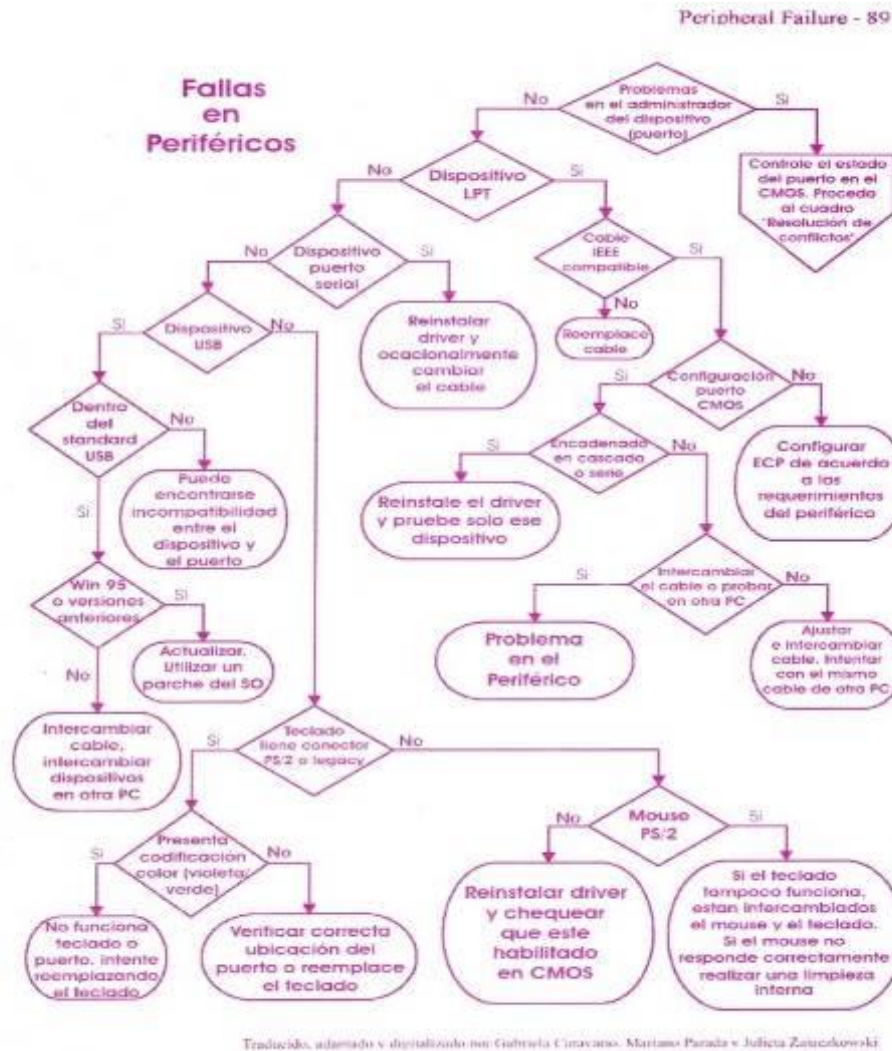 Peripheral Failure - 89
Fallas
en
Periféricos
Problemas
en el administrador
del dispositivo
(puerto)
No
Si
Controle el estado
del puerto en el
CMOS. Proceda
al cuadro
"Resolución de
conflictos"
Dispositivo
LPT
No
Si
Dispositivo
puerto
serial
No
Si
Cable
IEEE
compatible
Si
No
Reemplace
cable
Reinstalar
driver y
ocacionalmente
cambiar
el cable
Dispositivo
USB
Si
No
Configuración
puerto
CMOS
Si
No
Configurar
ECP de acuerdo
a los
requerimientos
del periférico
Dentro
del
standard
USB
No
Si
Puede
encontrarse
incompatibilidad
entre el
dispositivo y
el puerto
Encadenado
en cascada
o serie
Si
No
Reinstale el driver
y pruebe solo ese
dispositivo
Intercambiar
el cable o probar
en otra PC
Si
No
Problema
en el
Periférico
Ajustar
e intercambiar
cable. Intentar
con el mismo
cable de otra PC
Win 95
o versiones
anteriores
Si
No
Actualizar.
Utilizar un
parche del SO
Intercambiar
cable,
intercambiar
dispositivos
en otra PC
Teclado
tiene conector
PS/2 o legacy
Si
No
Presenta
codificación
color (violeta/
verde)
Si
No
No funciona
teclado o
puerto. intente
reemplazando
el teclado
Verificar correcta
ubicación del
puerto o reemplace
el teclado
Mouse
PS/2
No
Si
Reinstalar driver
y chequear
que este
habilitado
en CMOS
Si el teclado
tampoco funciona,
estan intercambiados
el mouse y el teclado.
Si el mouse no
responde correctamente
realizar una limpieza
interna
Traducido, adaptado y digitalizado por Gabriela Mariano Parada y Julieta